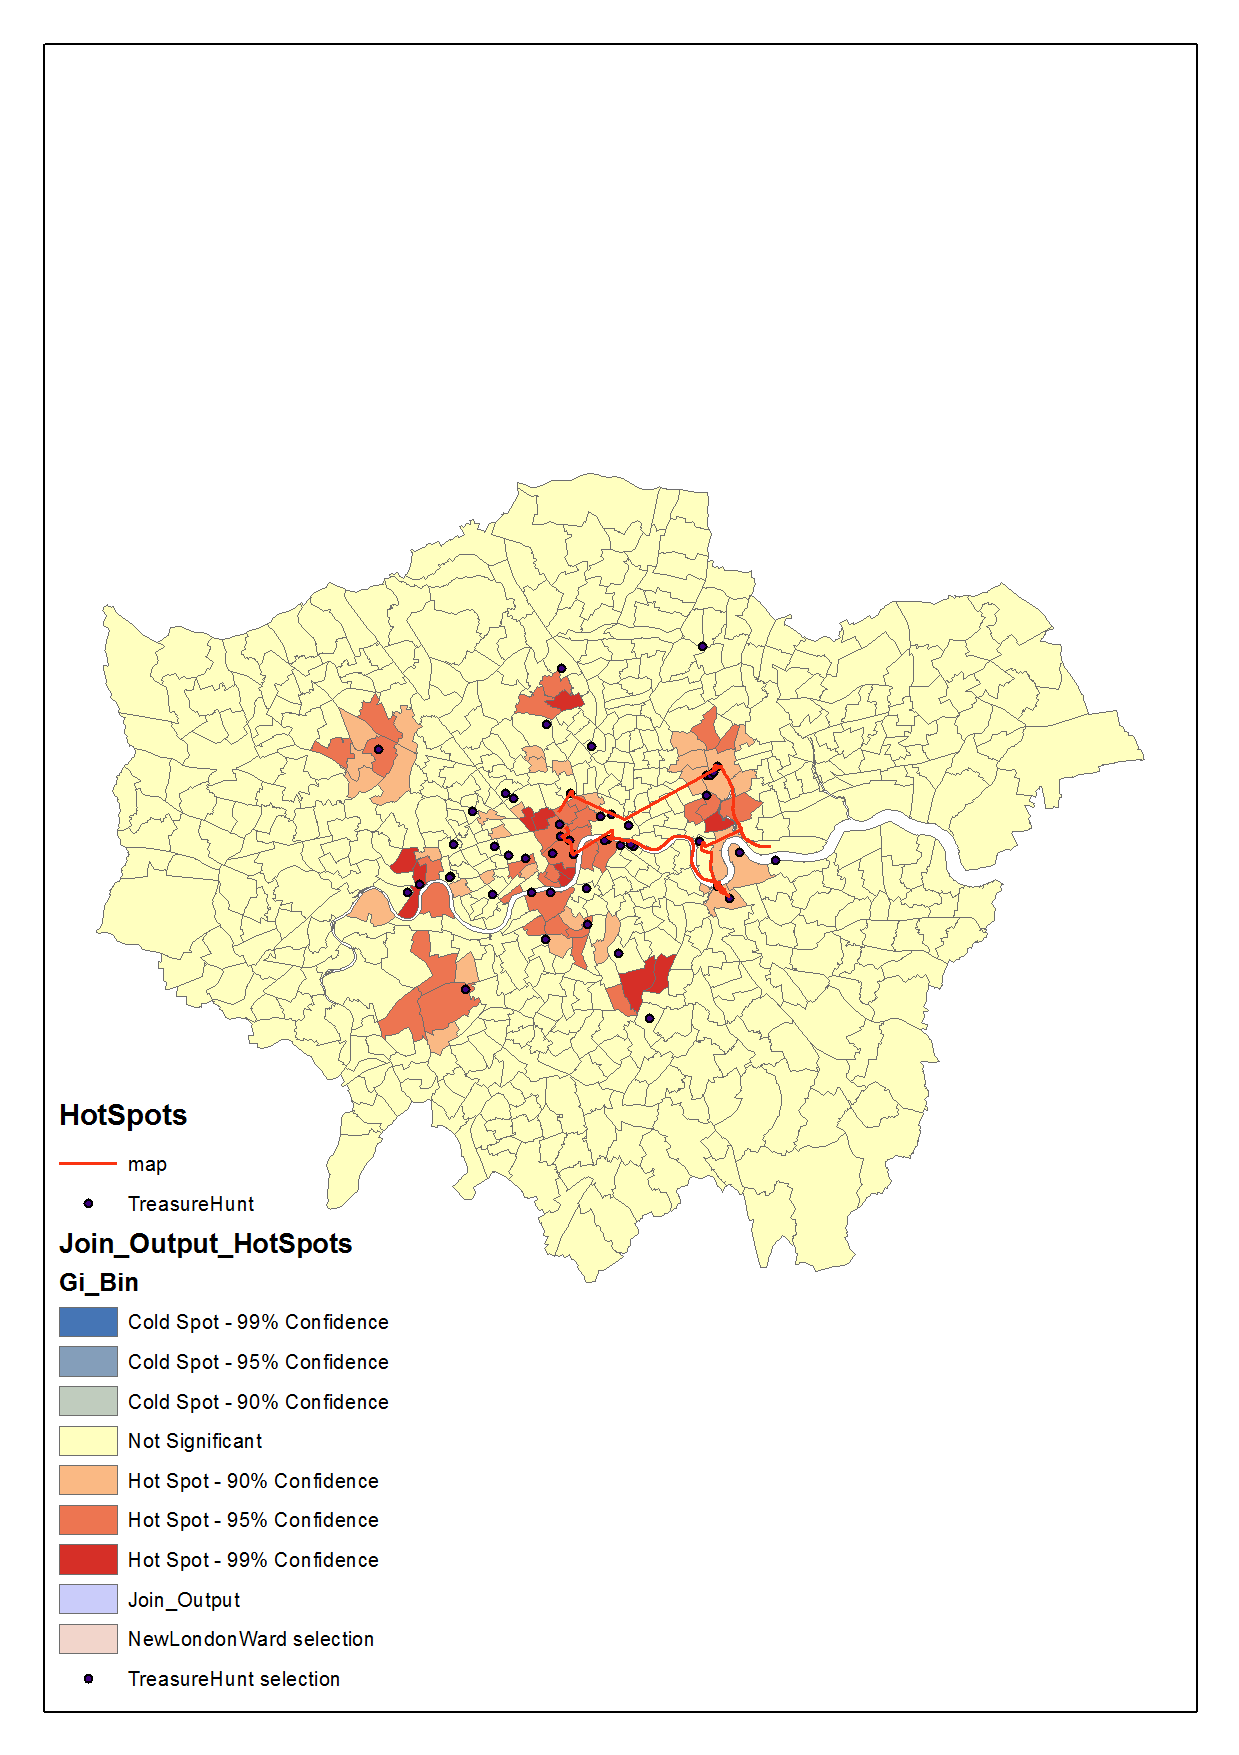 HotSpots
map
TreasureHunt
Join_Output_HotSpots
Gi_Bin
Cold Spot - 99% Confidence
Cold Spot - 95% Confidence
Cold Spot - 90% Confidence
Not Significant
Hot Spot - 90% Confidence
Hot Spot - 95% Confidence
Hot Spot - 99% Confidence
Join_Output
NewLondonWard selection
TreasureHunt selection